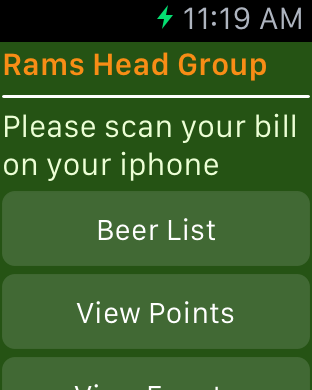 11:19 AM
Rams Head Group
Please scan your bill
on your iphone
Beer List
View Points